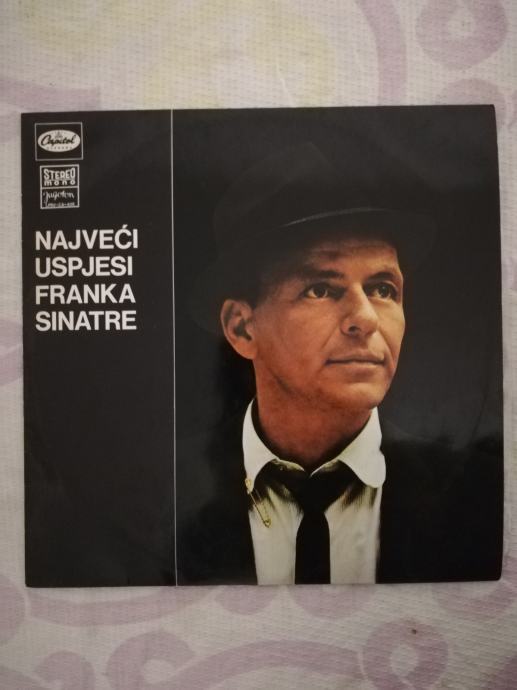 Capitol
STEREO
mono
Jugoton
NAJVEĆI
USPJESI
FRANKA
SINATRE